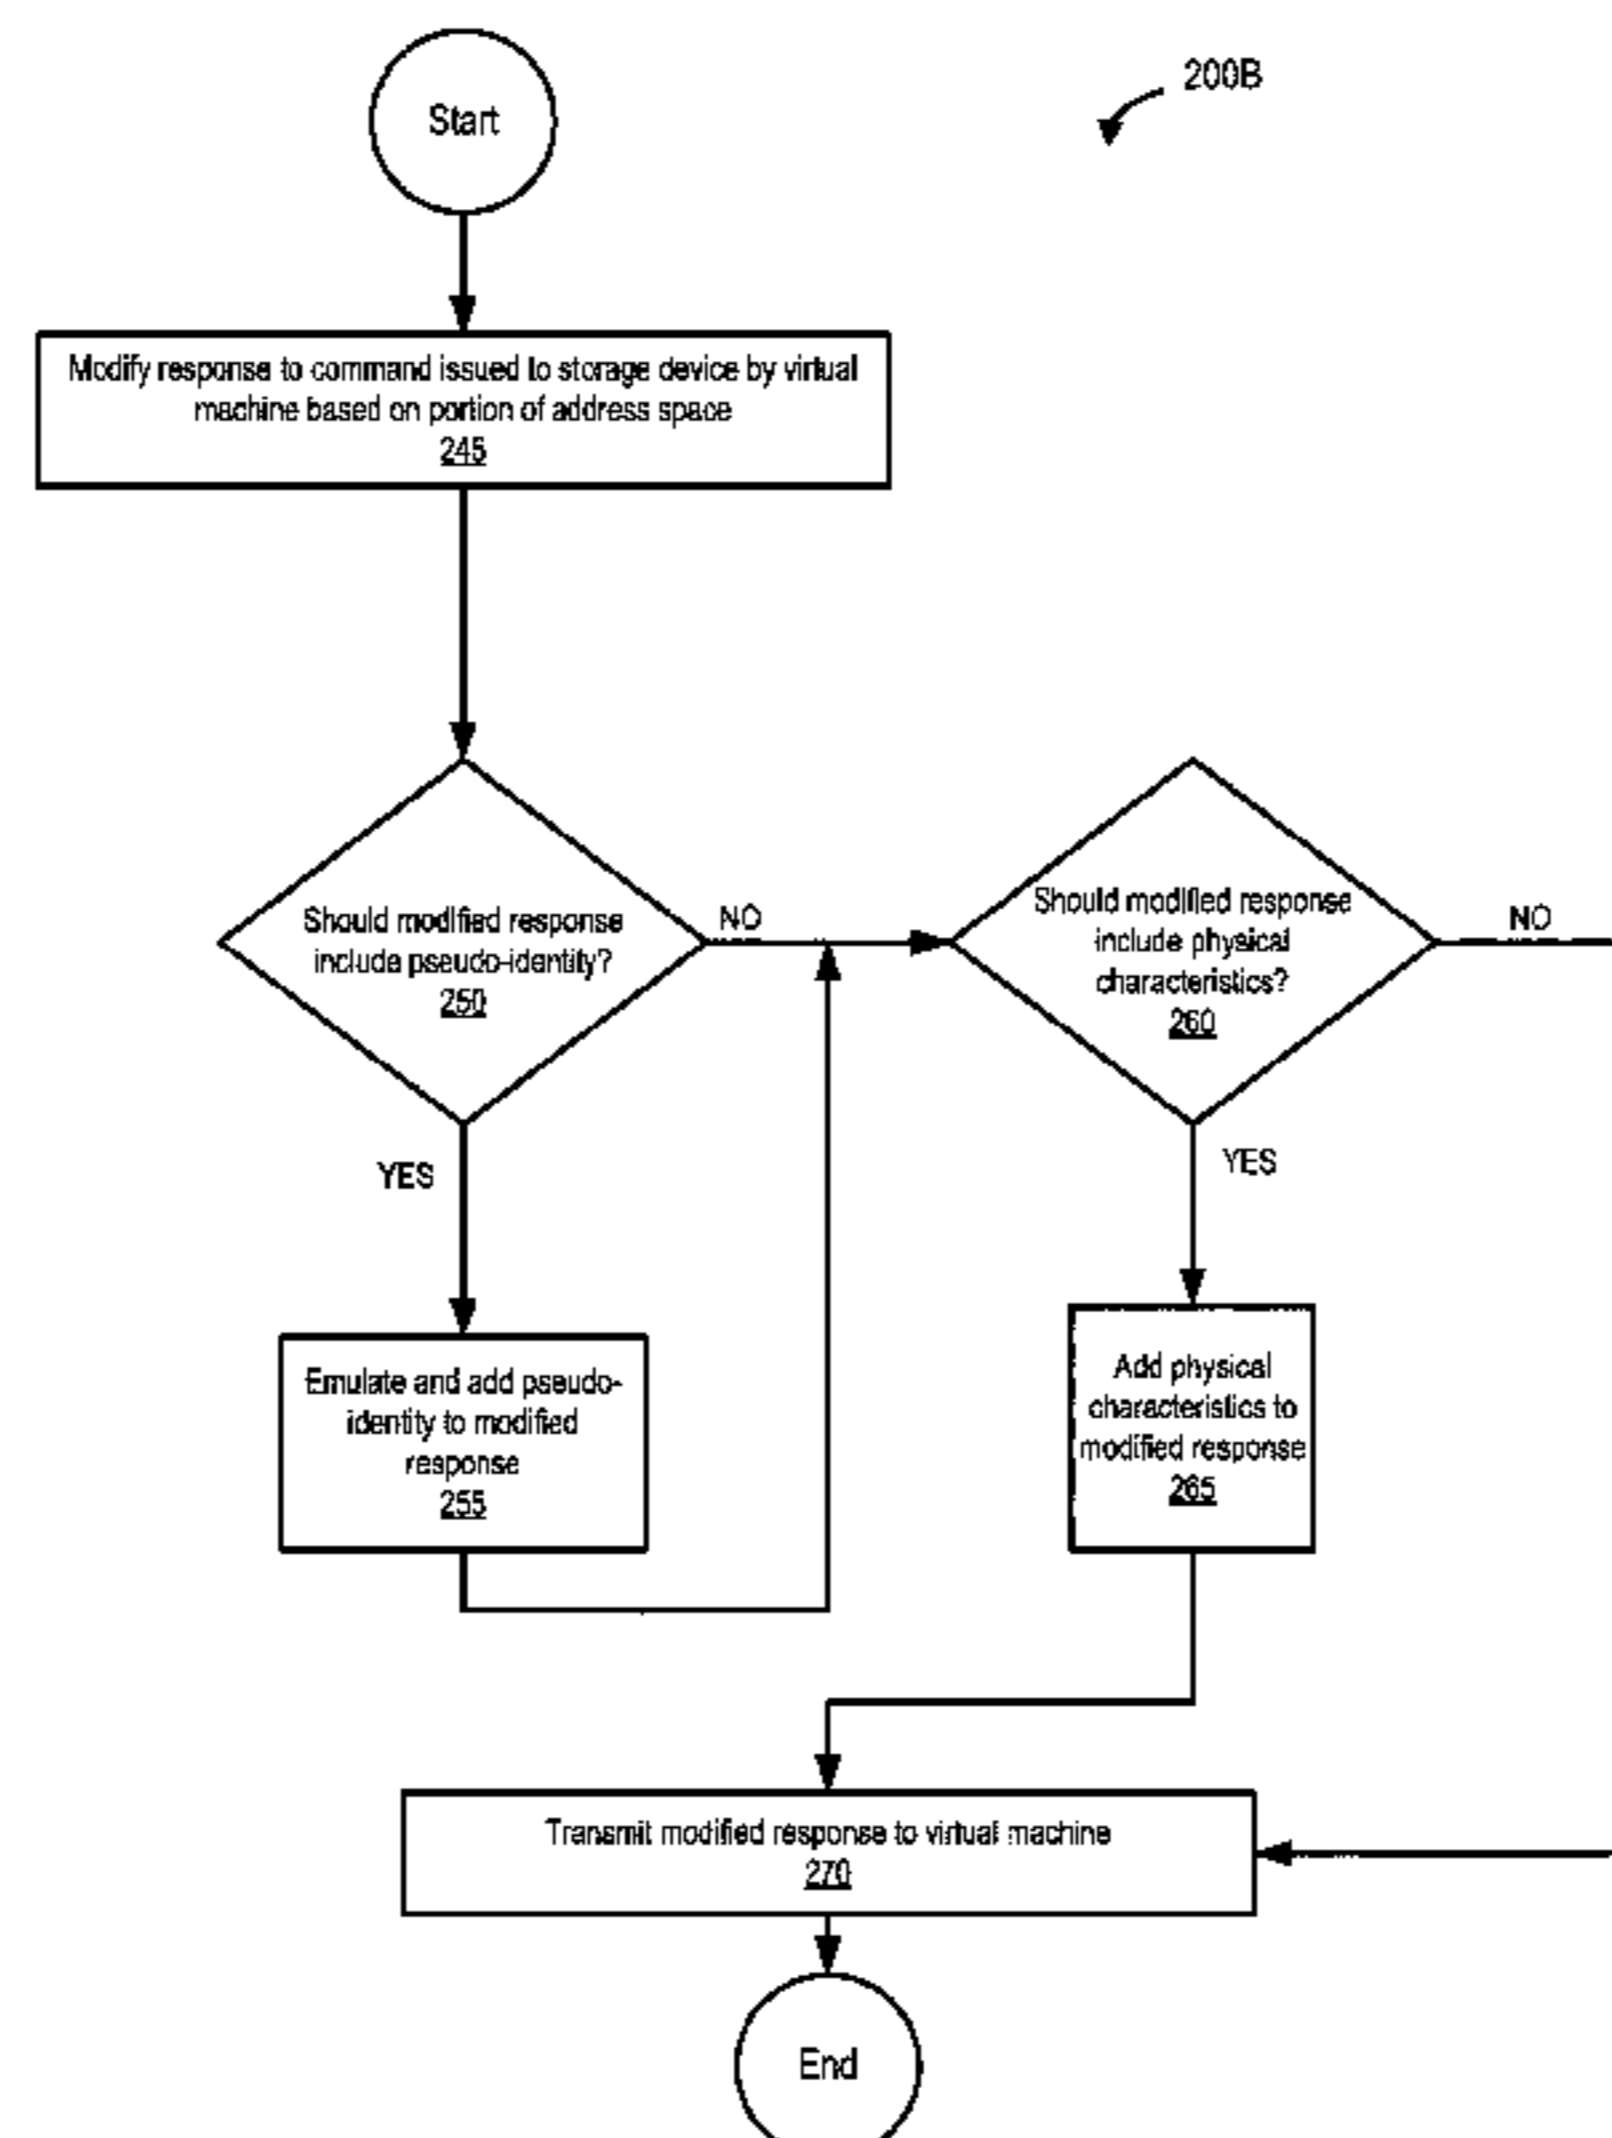 Start
200B
Modify response to command issued to storage device by virtual
machine based on portion of address space
245
Should modified response
include pseudo-identity?
250
NO
Should modified response
include physical
characteristics?
260
NO
YES
YES
Emulate and add pseudo-
identity to modified
response
255
Add physical
characteristics to
modified response
265
Transmit modified response to virtual machine
270
End